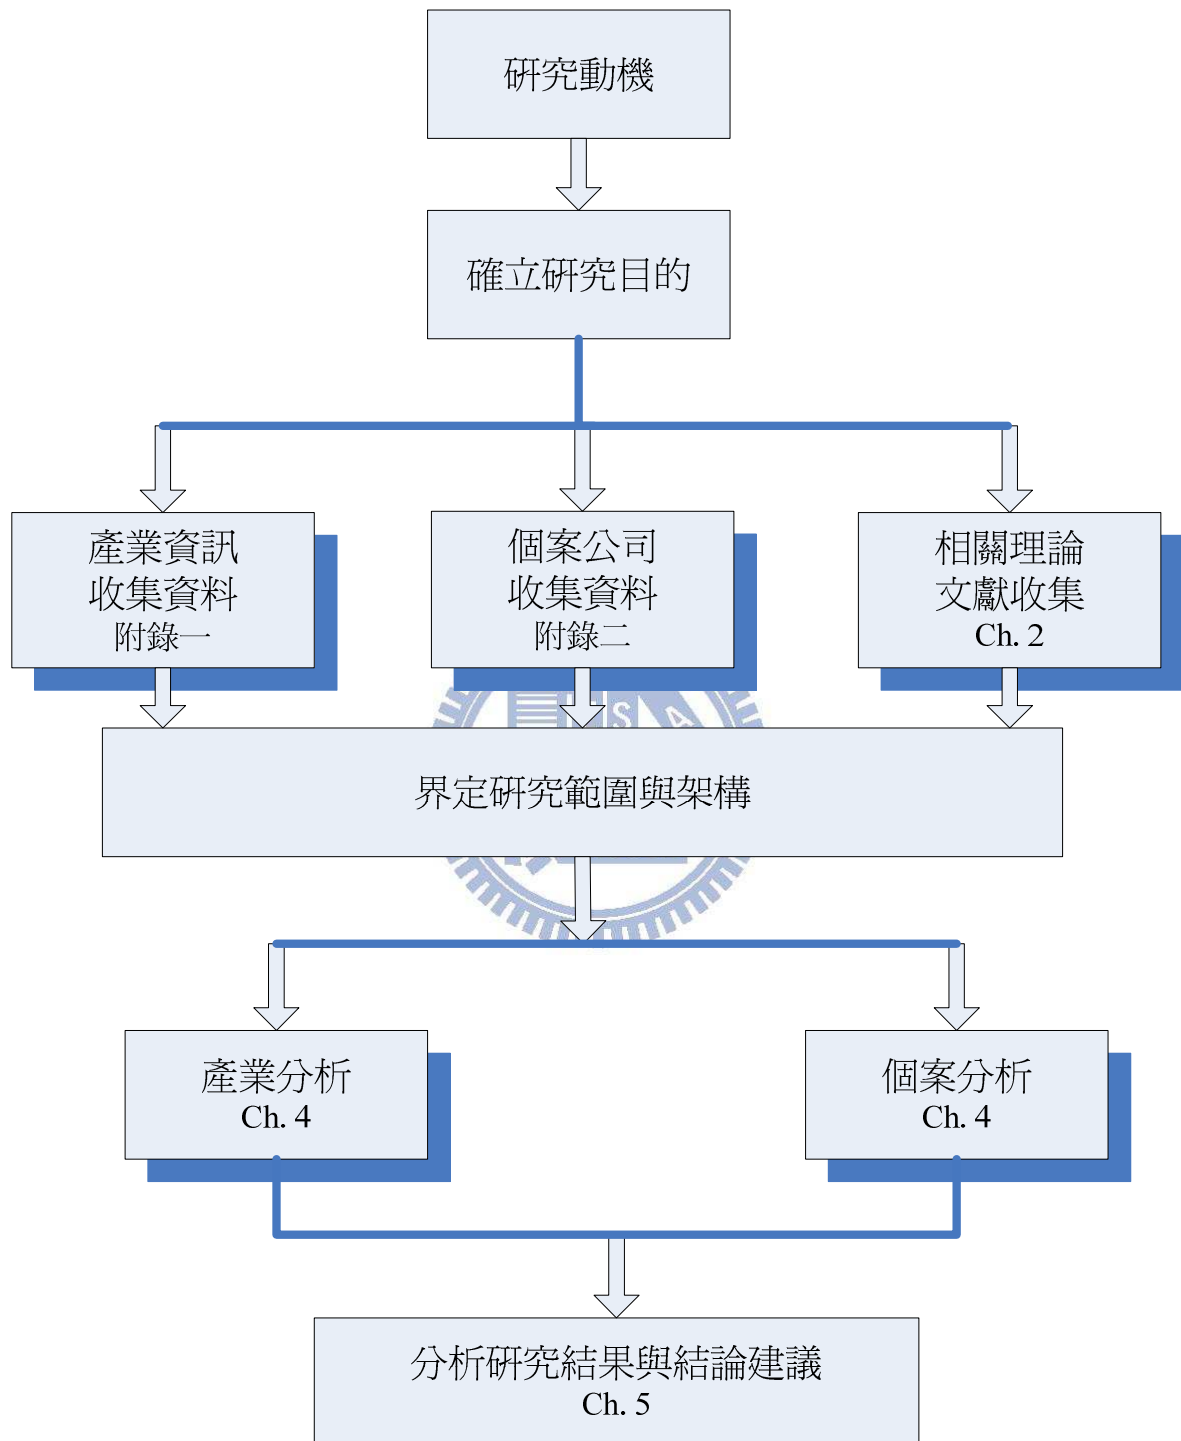 研究動機
確立研究目的
產業資訊
收集資料
附錄一
個案公司
收集資料
附錄二
相關理論
文獻收集
Ch. 2
S A
界定研究範圍與架構
產業分析
Ch. 4
個案分析
Ch. 4
分析研究結果與結論建議
Ch. 5